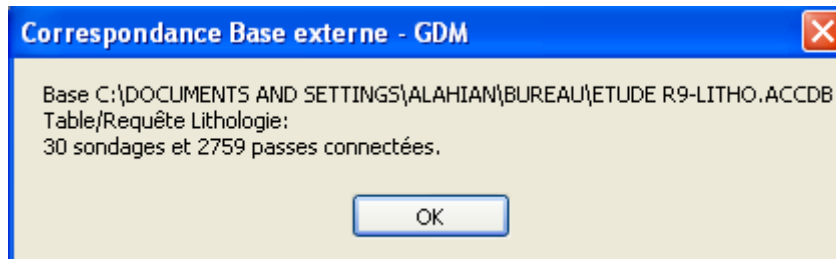 Correspondance Base externe - GDM
Base C:\DOCUMENTS AND SETTINGS\ALAHIAN\BUREAU\ETUDE R9-LITHO.ACCDB
Table/Requête Lithologie:
30 sondages et 2759 passes connectées.
OK